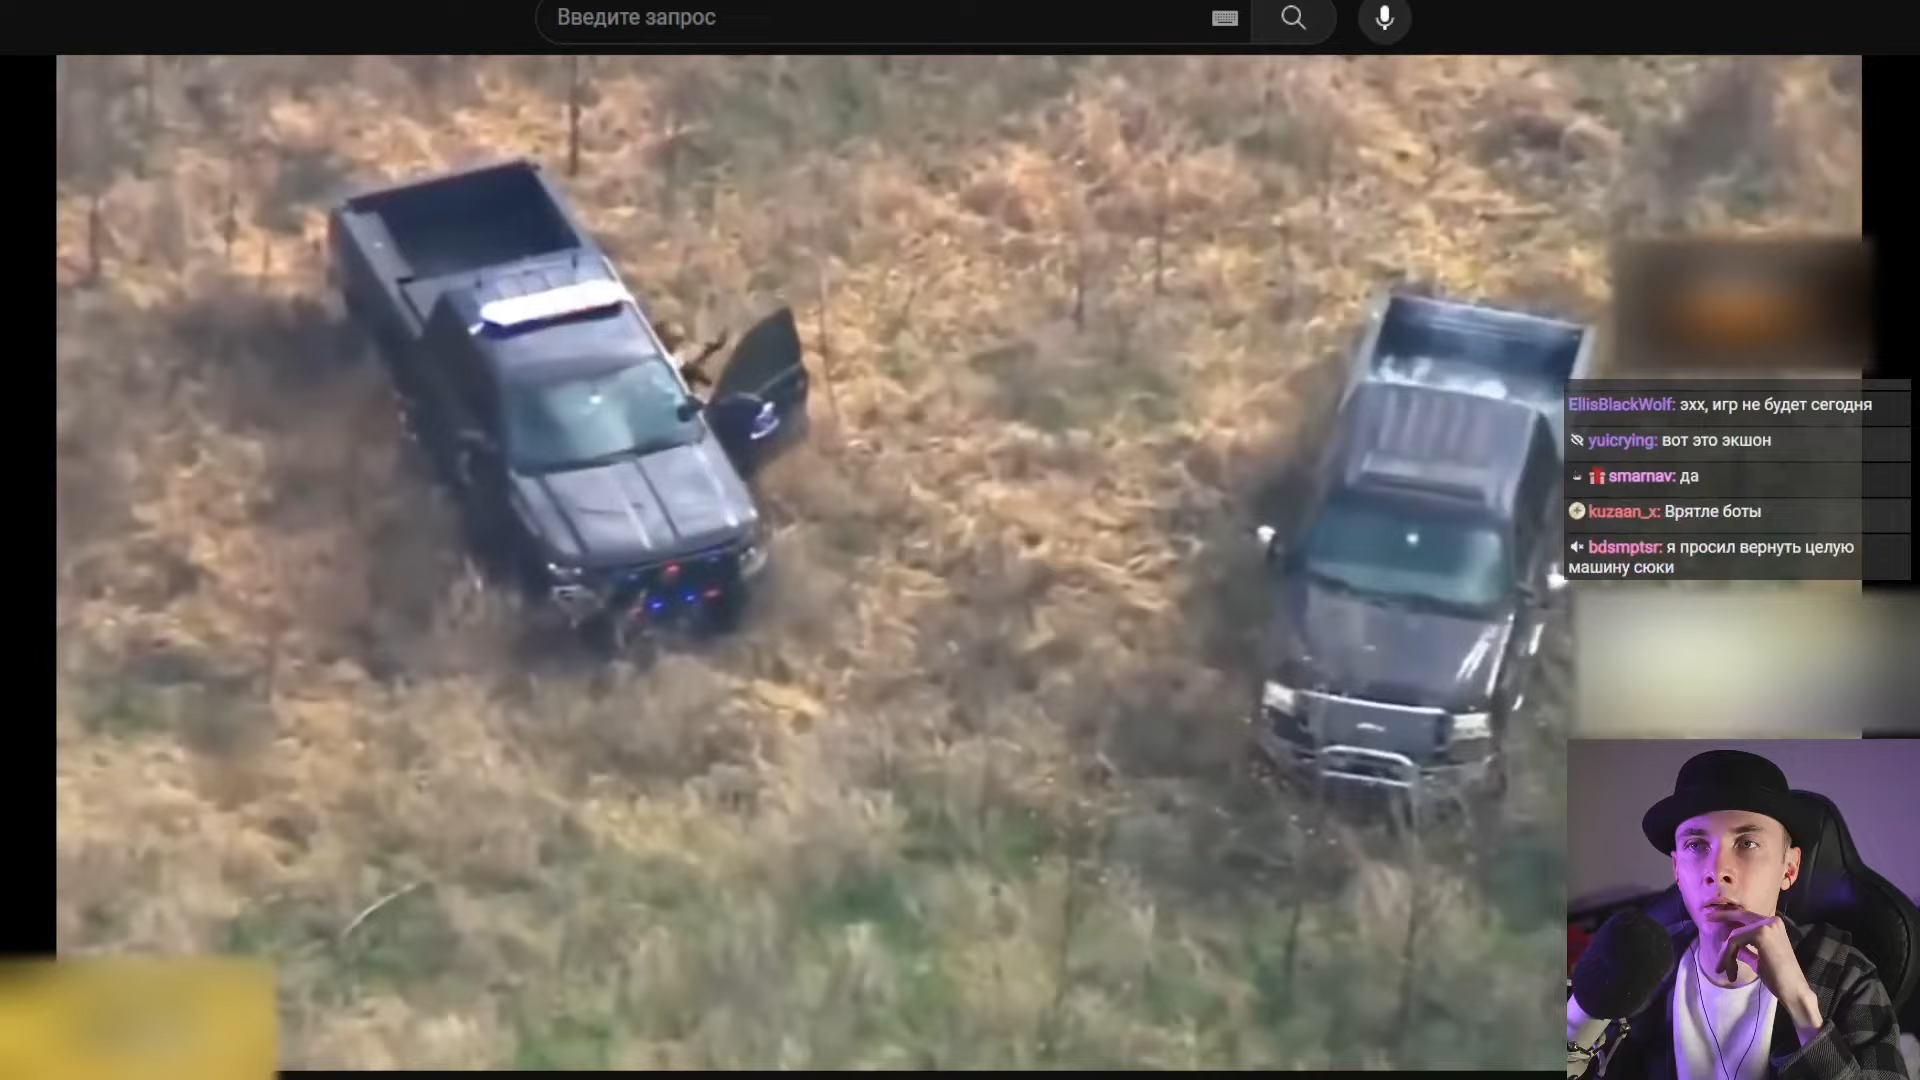 Введите запрос
EllisBlackWolf: эхх, игр не будет сегодня
yuicrying: вот это экшон
smarnav: да
kuzaan_x: Врятле боты
bdsmptsr: я просил вернуть целую
машину сюки